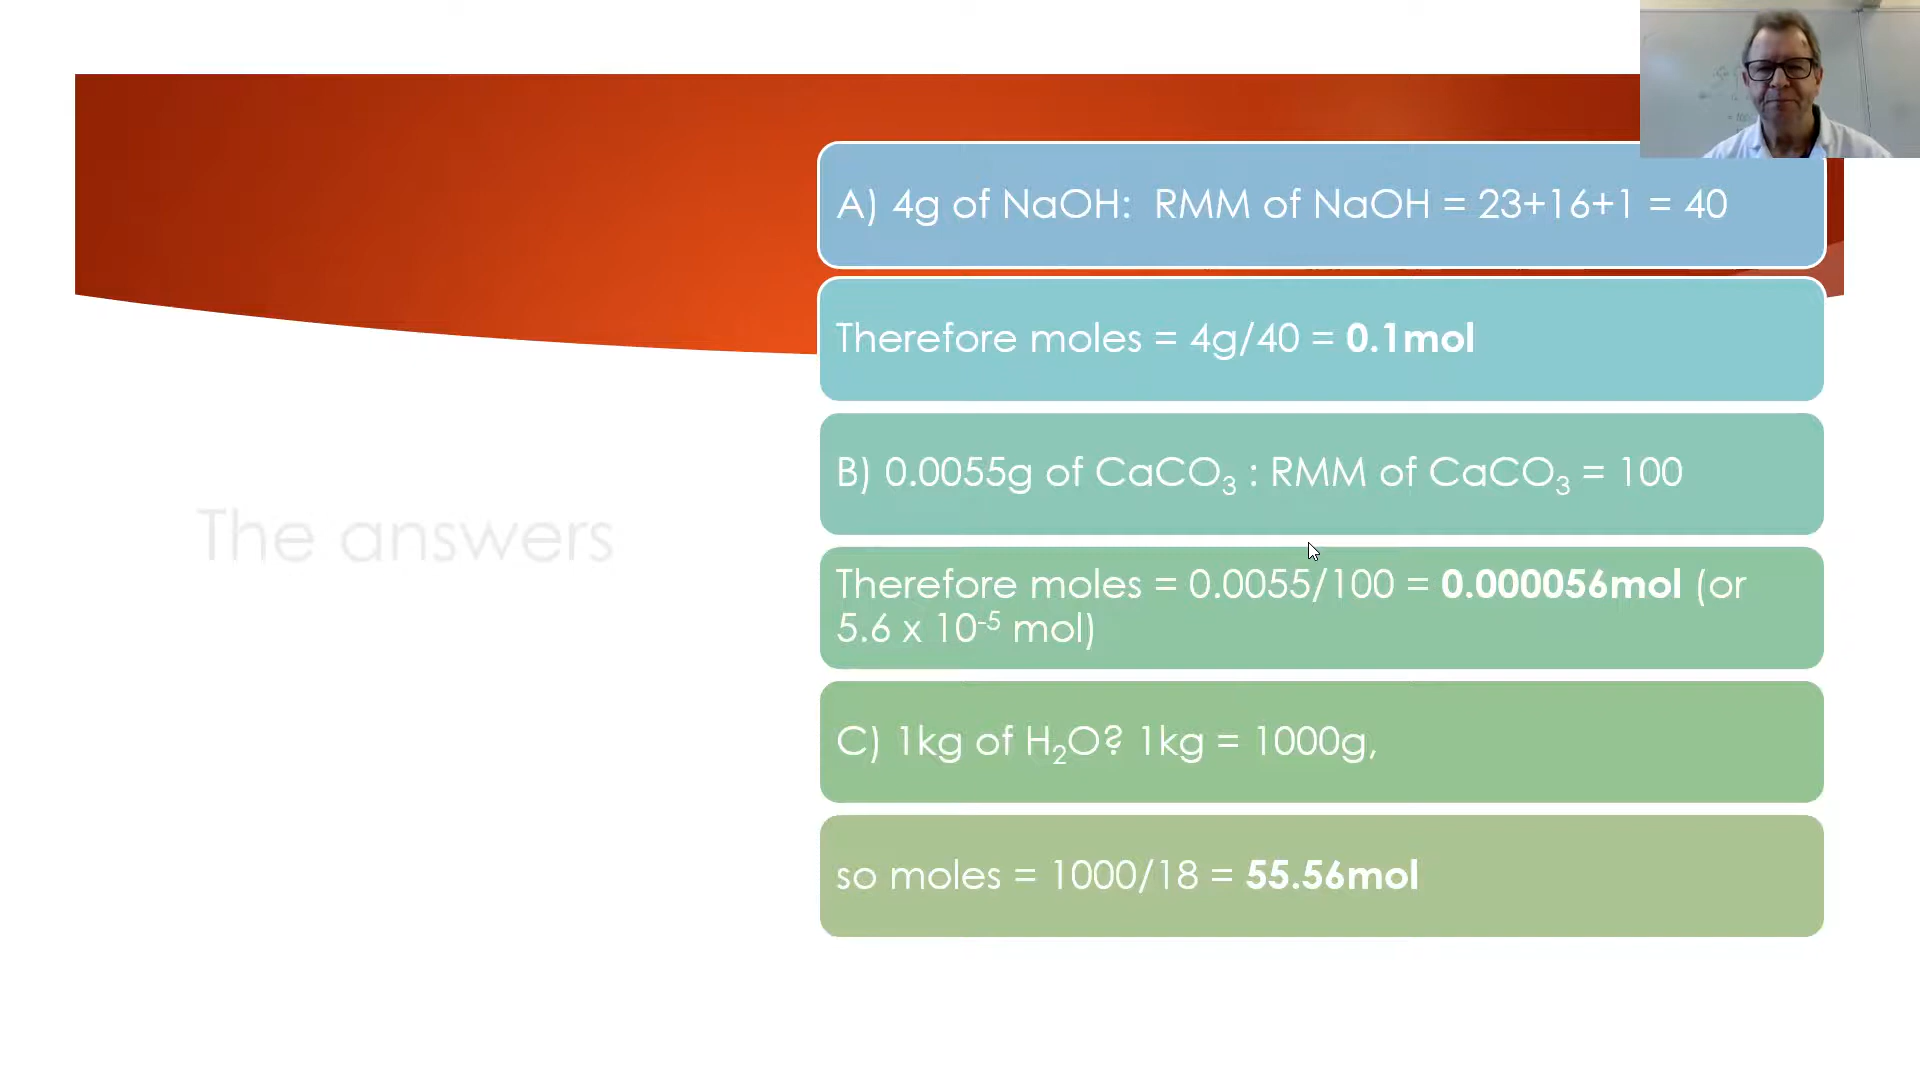 The answers
A) 4g of NaOH:  RMM of NaOH = 23+16+1 = 40
Therefore moles = 4g/40 = 0.1mol
B) 0.0055g of CaCO₃ : RMM of CaCO₃ = 100
Therefore moles = 0.0055/100 = 0.000056mol (or
5.6 x 10⁻⁵ mol)
C) 1kg of H₂O? 1kg = 1000g,
so moles = 1000/18 = 55.56mol